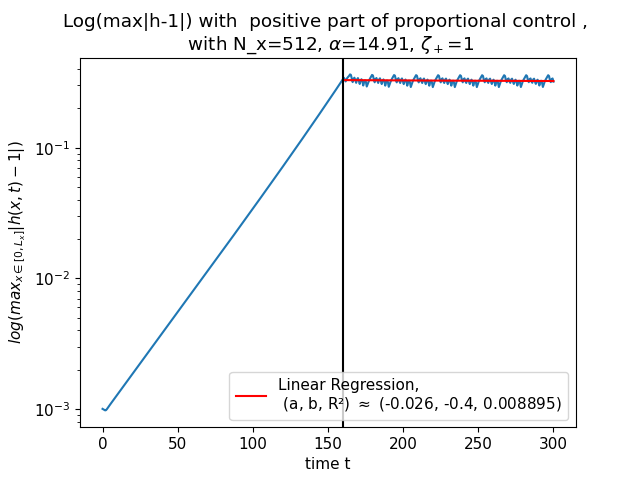 Log(max|h-1|) with  positive part of proportional control ,
with N_x=512, α=14.91, ζ₊=1
log(max_{x∈[0,L_x]}|h(x, t) − 1|)
10⁻¹
10⁻²
10⁻³
Linear Regression,
(a, b, R²) ≈ (-0.026, -0.4, 0.008895)
0 50 100 150 200 250 300
time t